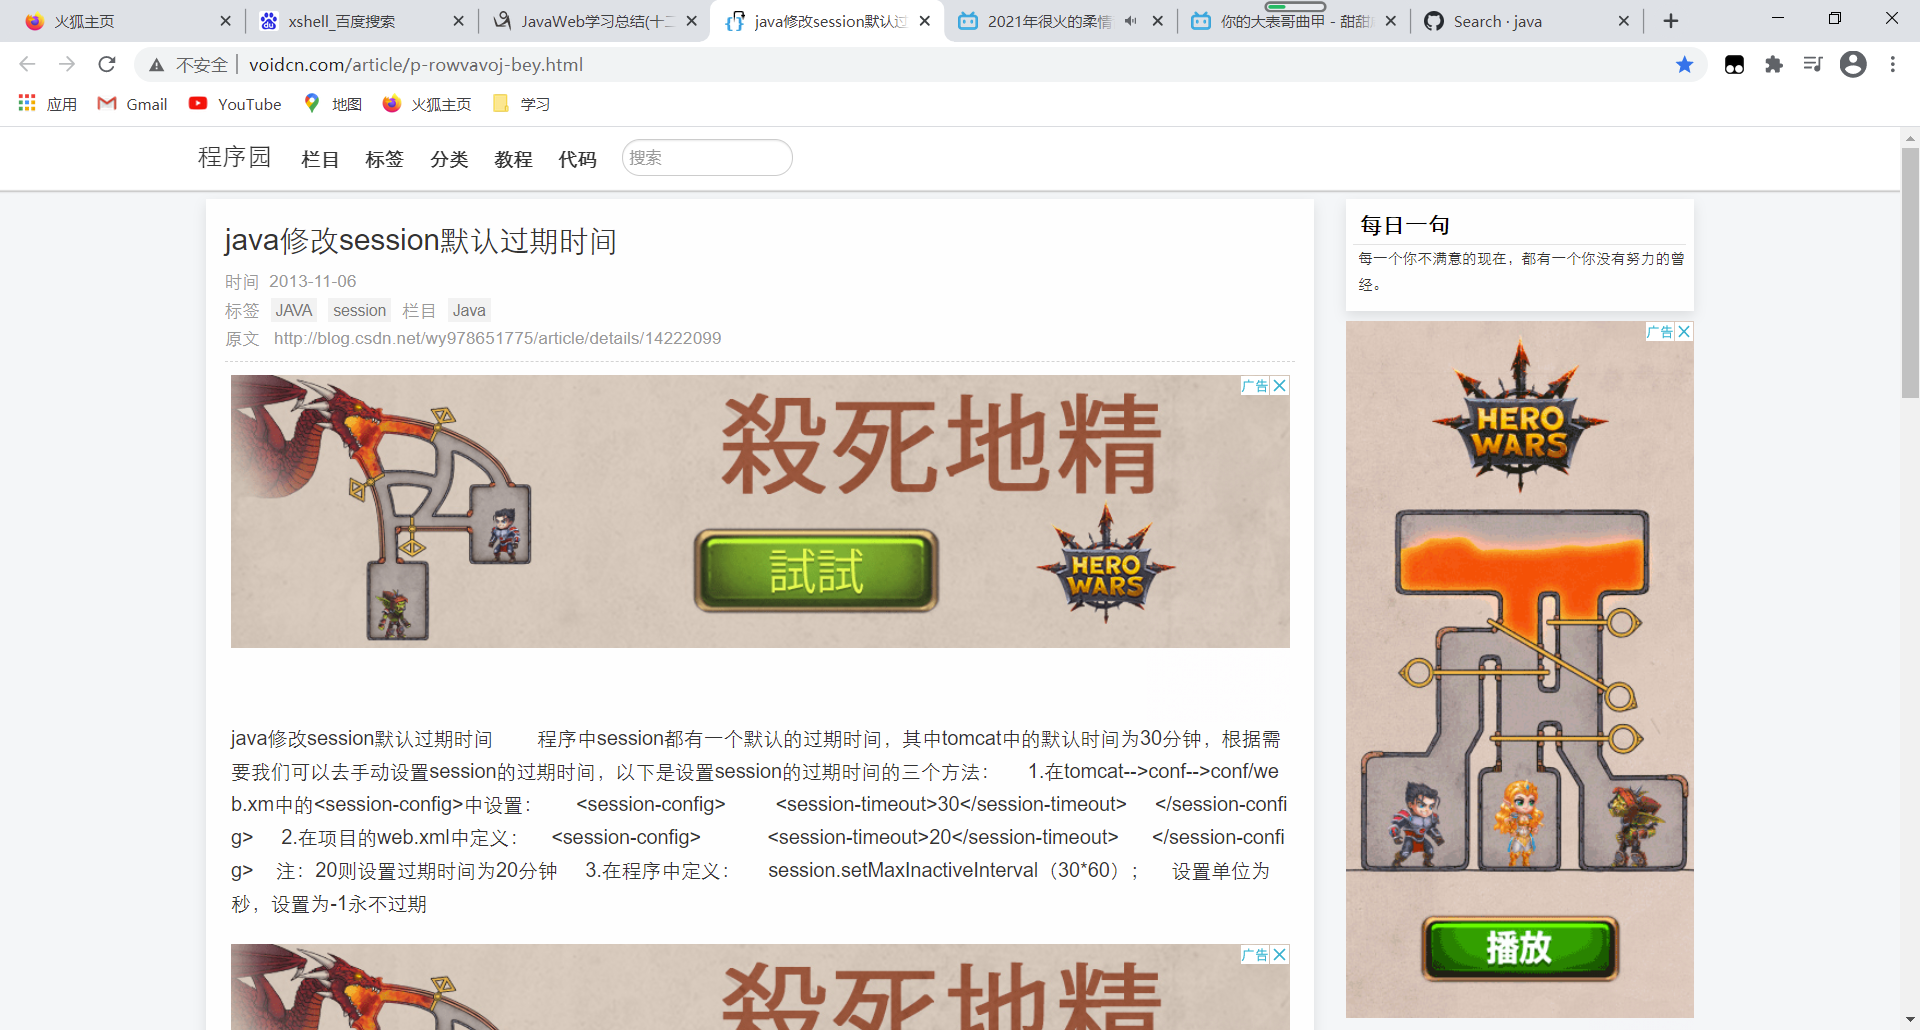 火狐主页
xshell_百度搜索
JavaWeb学习总结(十二
java修改session默认过
2021年很火的柔情
你的大表哥曲甲 - 甜甜
Search · java
不安全
voidcn.com/article/p-rowvavoj-bey.html
应用
Gmail
YouTube
地图
火狐主页
学习
程序园 栏目 标签 分类 教程 代码 搜索
java修改session默认过期时间
时间 2013-11-06
标签 JAVA session 栏目 Java
原文 http://blog.csdn.net/wy978651775/article/details/14222099
广告
殺死地精
試試
HERO
WARS
java修改session默认过期时间 程序中session都有一个默认的过期时间，其中tomcat中的默认时间为30分钟，根据需
要我们可以去手动设置session的过期时间，以下是设置session的过期时间的三个方法： 1.在tomcat-->conf-->conf/we
b.xm中的<session-config>中设置： <session-config> <session-timeout>30</session-timeout> </session-confi
g> 2.在项目的web.xml中定义： <session-config> <session-timeout>20</session-timeout> </session-confi
g> 注：20则设置过期时间为20分钟 3.在程序中定义： session.setMaxInactiveInterval（30*60）； 设置单位为
秒，设置为-1永不过期
广告
殺死地精
每日一句
每一个你不满意的现在，都有一个你没有努力的曾
经。
广告
HERO
WARS
播放